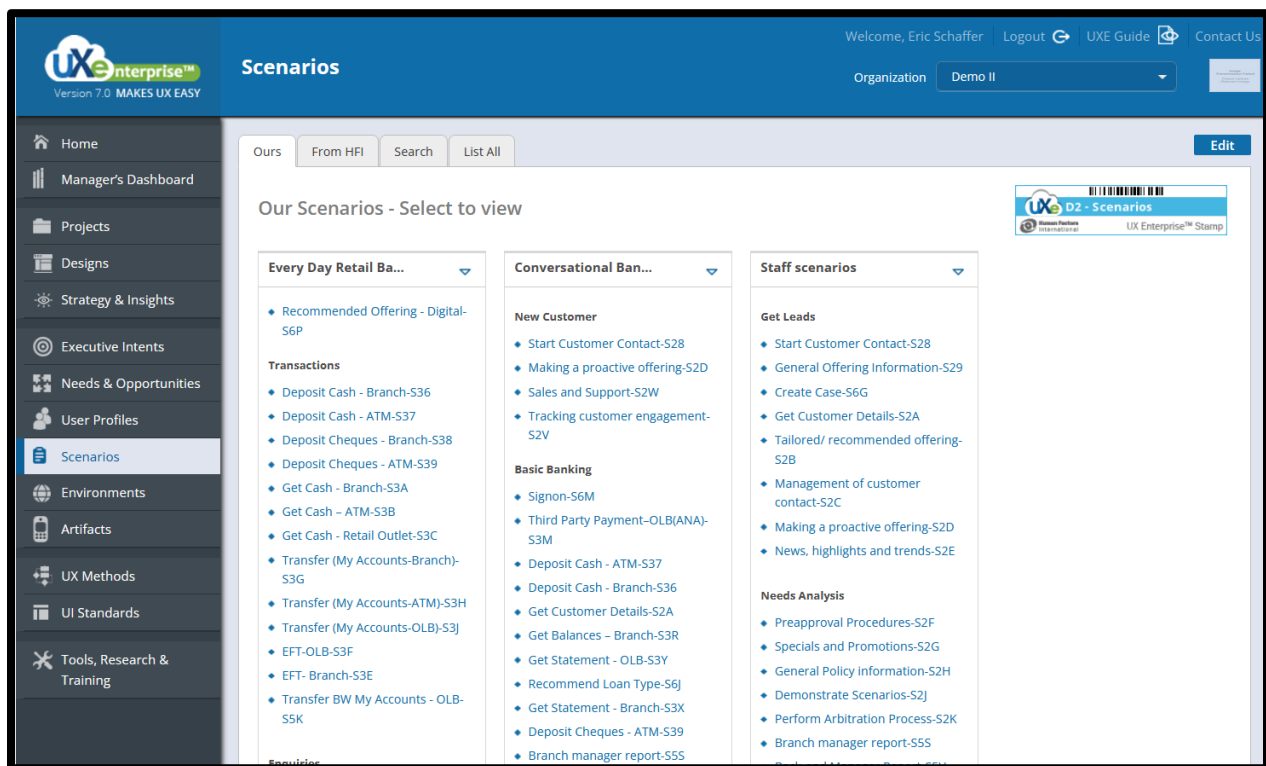 UXenterprise™
Version 7.0 MAKES UX EASY
Scenarios
Welcome, Eric Schaffer
Logout
UXE Guide
Contact Us
Organization
Demo II
Home
Manager's Dashboard
Projects
Designs
Strategy & Insights
Executive Intents
Needs & Opportunities
User Profiles
Scenarios
Environments
Artifacts
UX Methods
UI Standards
Tools, Research &
Training
Ours
From HFI
Search
List All
Edit
Our Scenarios - Select to view
UXe D2 - Scenarios
Human Factors
International
UX Enterprise™ Stamp
Every Day Retail Ba...
Recommended Offering - Digital-
S6P
Transactions
Deposit Cash - Branch-S36
Deposit Cash - ATM-S37
Deposit Cheques - Branch-S38
Deposit Cheques - ATM-S39
Get Cash - Branch-S3A
Get Cash – ATM-S3B
Get Cash - Retail Outlet-S3C
Transfer (My Accounts-Branch)-
S3G
Transfer (My Accounts-ATM)-S3H
Transfer (My Accounts-OLB)-S3J
EFT-OLB-S3F
EFT- Branch-S3E
Transfer BW My Accounts - OLB-
S5K
Enquiries
Conversational Ban...
New Customer
Start Customer Contact-S28
Making a proactive offering-S2D
Sales and Support-S2W
Tracking customer engagement-
S2V
Basic Banking
Signon-S6M
Third Party Payment–OLB(ANA)-
S3M
Deposit Cash - ATM-S37
Deposit Cash - Branch-S36
Get Customer Details-S2A
Get Balances – Branch-S3R
Get Statement - OLB-S3Y
Recommend Loan Type-S6J
Get Statement - Branch-S3X
Deposit Cheques - ATM-S39
Branch manager report-S5S
Staff scenarios
Get Leads
Start Customer Contact-S28
General Offering Information-S29
Create Case-S6G
Get Customer Details-S2A
Tailored/ recommended offering-
S2B
Management of customer
contact-S2C
Making a proactive offering-S2D
News, highlights and trends-S2E
Needs Analysis
Preapproval Procedures-S2F
Specials and Promotions-S2G
General Policy information-S2H
Demonstrate Scenarios-S2J
Perform Arbitration Process-S2K
Branch manager report-S5S